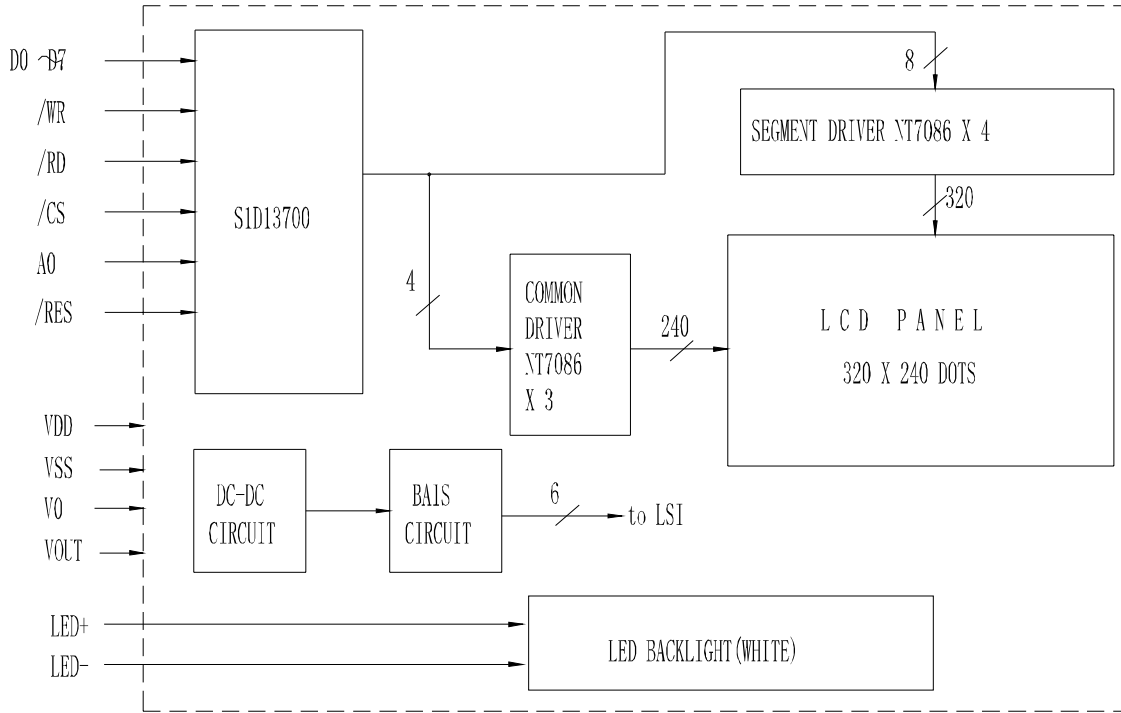 D0~D7
/WR
/RD
/CS
A0
/RES
S1D13700
8
SEGMENT DRIVER NT7086 X 4
320
4
COMMON
DRIVER
NT7086
X 3
240
LCD PANEL
320 X 240 DOTS
VDD
VSS
V0
VOUT
DC-DC
CIRCUIT
BAIS
CIRCUIT
6
to LSI
LED+
LED-
LED BACKLIGHT(WHITE)